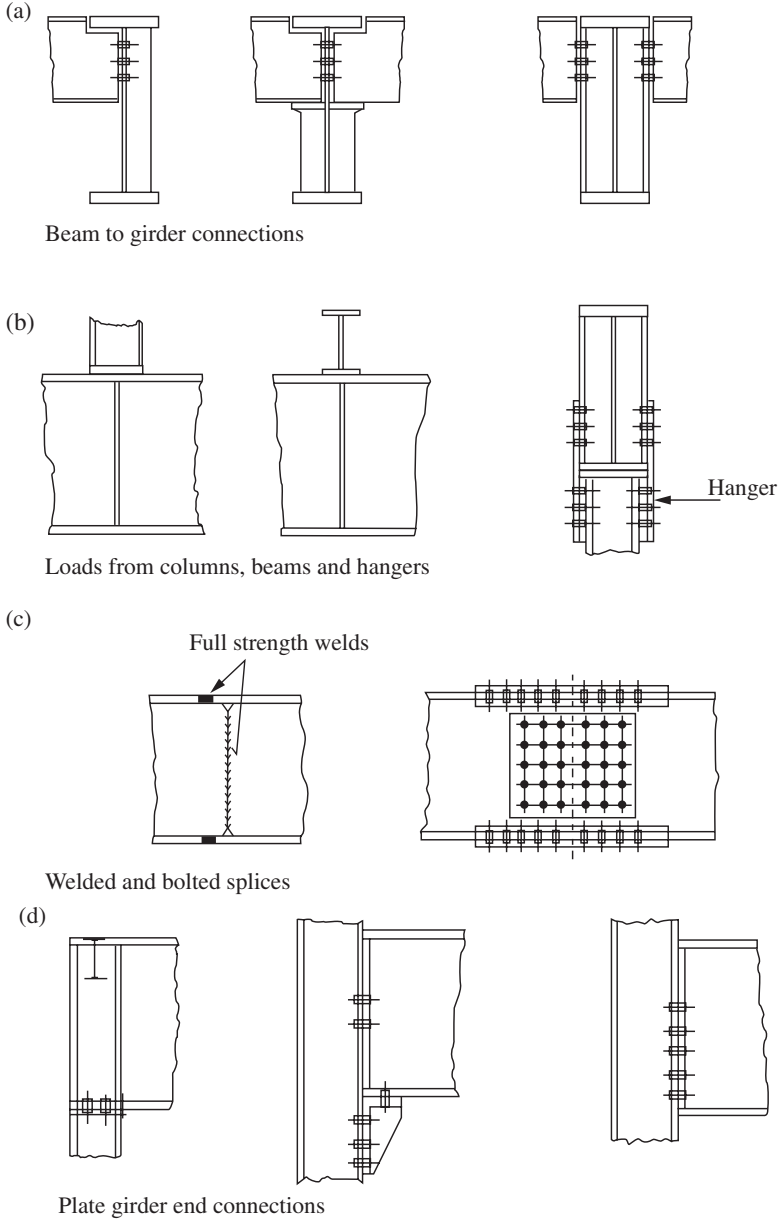 (a)
Beam to girder connections
(b)
Hanger
Loads from columns, beams and hangers
(c)
Full strength welds
Welded and bolted splices
(d)
Plate girder end connections